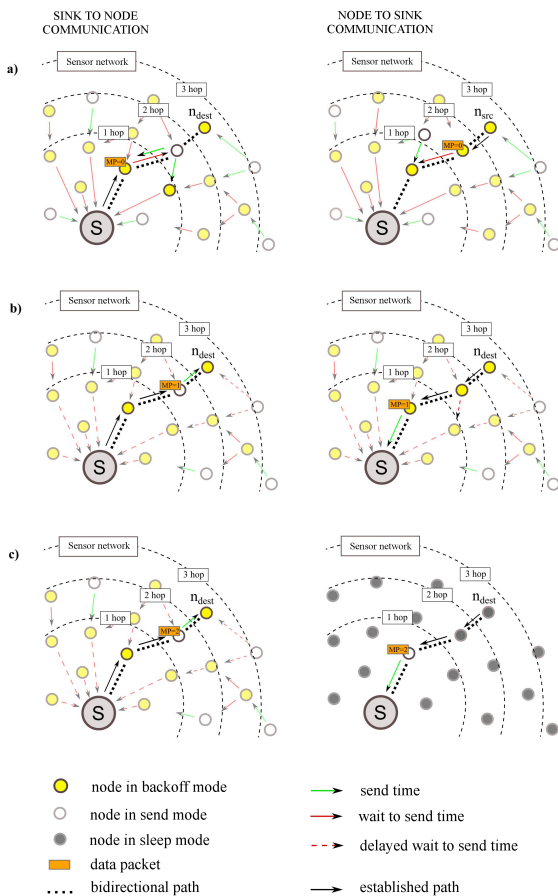 SINK TO NODE
COMMUNICATION
NODE TO SINK
COMMUNICATION
a)
Sensor network
3 hop
2 hop
1 hop
n_dest
MP=0
S
Sensor network
3 hop
2 hop
1 hop
n_src
MP=0
S
b)
Sensor network
3 hop
2 hop
1 hop
n_dest
MP=1
S
Sensor network
3 hop
2 hop
1 hop
n_dest
MP=1
S
c)
Sensor network
3 hop
2 hop
1 hop
n_dest
MP=2
S
Sensor network
3 hop
2 hop
1 hop
n_dest
MP=2
S
node in backoff mode
node in send mode
node in sleep mode
data packet
bidirectional path
send time
wait to send time
delayed wait to send time
established path